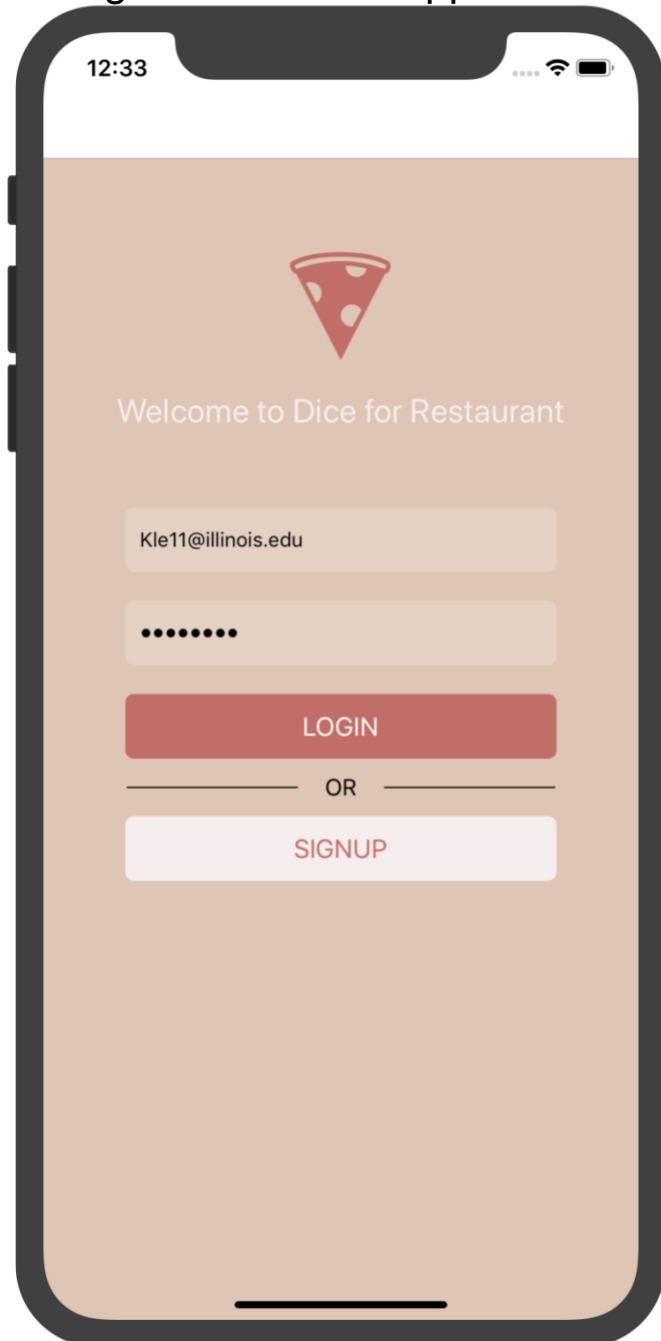 12:33
Welcome to Dice for Restaurant
Kle11@illinois.edu
LOGIN
OR
SIGNUP